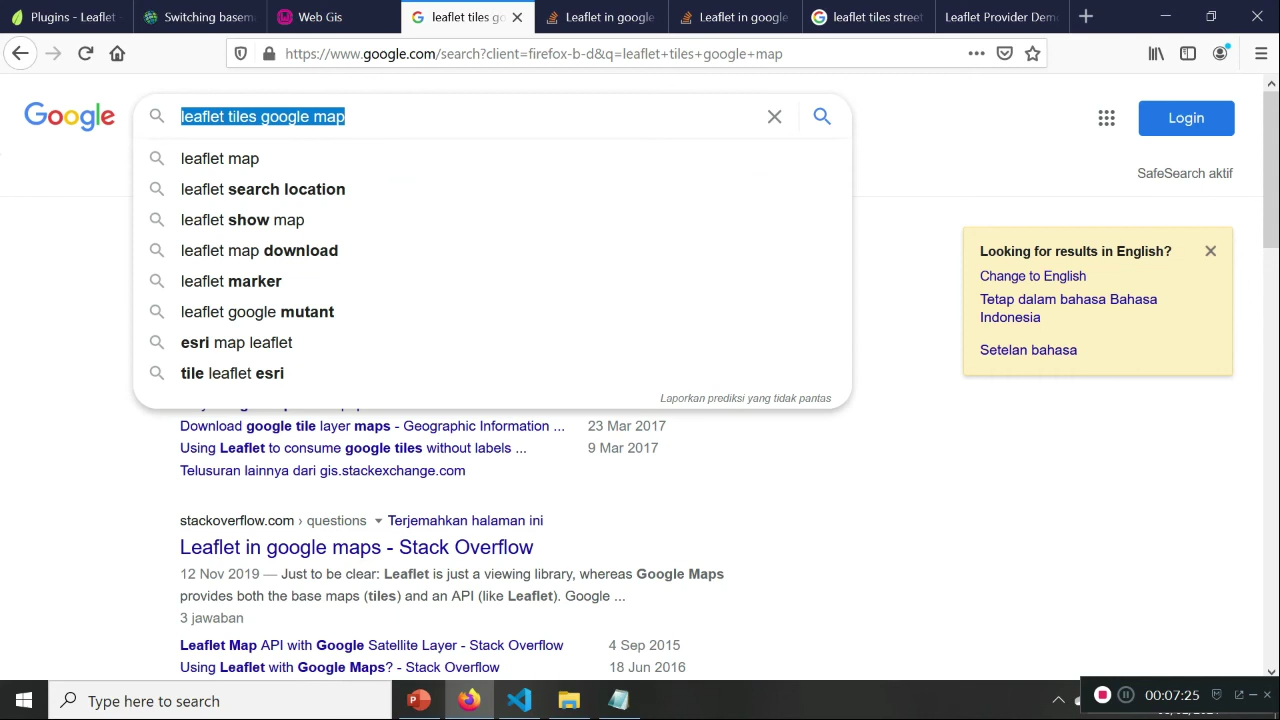 Plugins - Leaflet
Switching basem
Web Gis
leaflet tiles go
Leaflet in google
Leaflet in google
leaflet tiles street
Leaflet Provider Demo
https://www.google.com/search?client=firefox-b-d&q=leaflet+tiles+google+map
Google
leaflet tiles google map
Login
leaflet map
SafeSearch aktif
leaflet search location
leaflet show map
leaflet map download
leaflet marker
leaflet google mutant
esri map leaflet
tile leaflet esri
Laporkan prediksi yang tidak pantas
Looking for results in English?
Change to English
Tetap dalam bahasa Bahasa
Indonesia
Setelan bahasa
Download google tile layer maps - Geographic Information ... 23 Mar 2017
Using Leaflet to consume google tiles without labels ... 9 Mar 2017
Telusuran lainnya dari gis.stackexchange.com
stackoverflow.com › questions Terjemahkan halaman ini
Leaflet in google maps - Stack Overflow
12 Nov 2019 — Just to be clear: Leaflet is just a viewing library, whereas Google Maps
provides both the base maps (tiles) and an API (like Leaflet). Google ...
3 jawaban
Leaflet Map API with Google Satellite Layer - Stack Overflow 4 Sep 2015
Using Leaflet with Google Maps? - Stack Overflow 18 Jun 2016
Type here to search
00:07:25